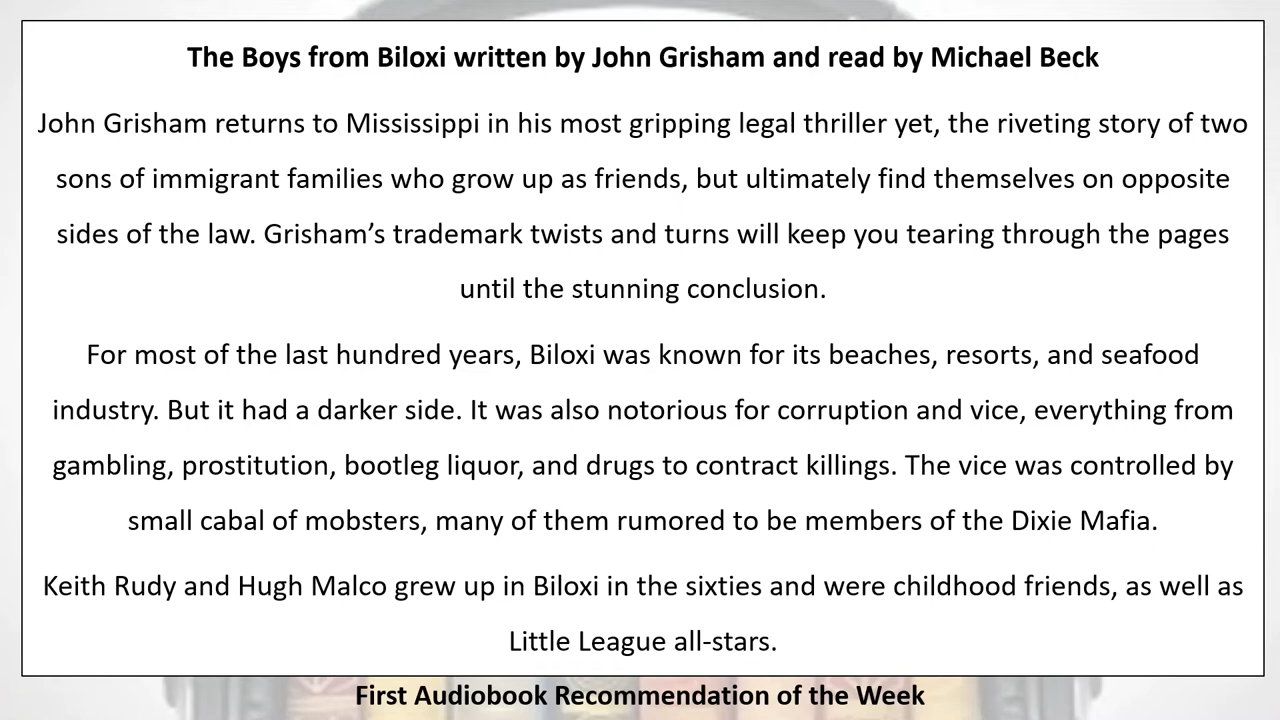 The Boys from Biloxi written by John Grisham and read by Michael Beck
John Grisham returns to Mississippi in his most gripping legal thriller yet, the riveting story of two
sons of immigrant families who grow up as friends, but ultimately find themselves on opposite
sides of the law. Grisham’s trademark twists and turns will keep you tearing through the pages
until the stunning conclusion.
For most of the last hundred years, Biloxi was known for its beaches, resorts, and seafood
industry. But it had a darker side. It was also notorious for corruption and vice, everything from
gambling, prostitution, bootleg liquor, and drugs to contract killings. The vice was controlled by
small cabal of mobsters, many of them rumored to be members of the Dixie Mafia.
Keith Rudy and Hugh Malco grew up in Biloxi in the sixties and were childhood friends, as well as
Little League all-stars.
First Audiobook Recommendation of the Week